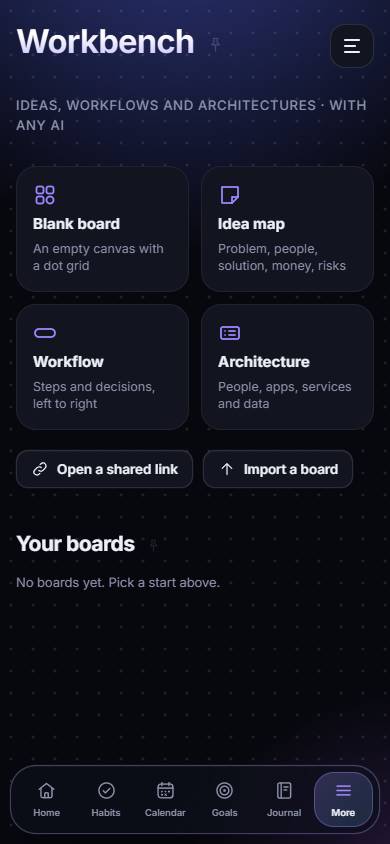 Workbench
IDEAS, WORKFLOWS AND ARCHITECTURES · WITH
ANY AI
Blank board
An empty canvas with
a dot grid
Idea map
Problem, people,
solution, money, risks
Workflow
Steps and decisions,
left to right
Architecture
People, apps, services
and data
Open a shared link
Import a board
Your boards
No boards yet. Pick a start above.
Home
Habits
Calendar
Goals
Journal
More